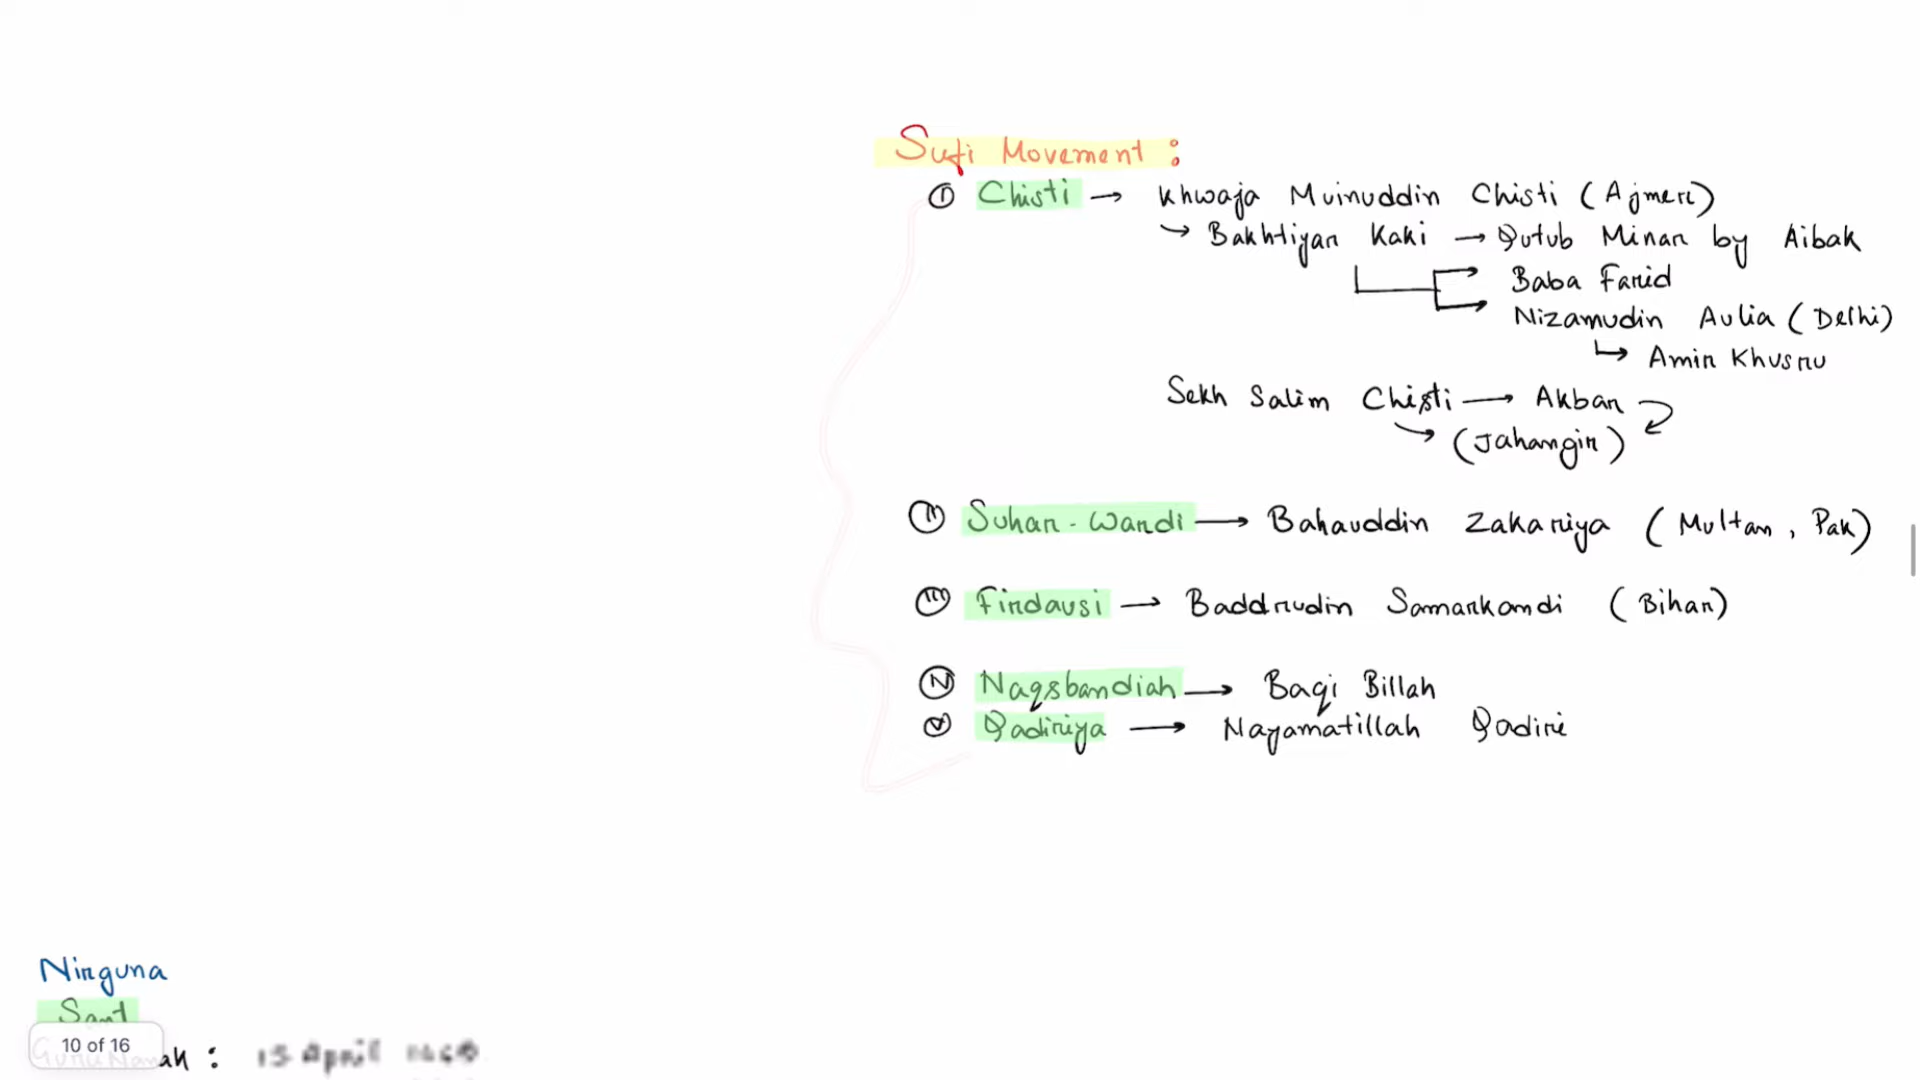 Sufi Movement :
① Chisti → Khwaja Muinuddin Chisti (Ajmer)
↳ Bakhtiyar Kaki → Qutub Minar by Aibak
Baba Farid
Nizamudin Aulia (Delhi)
↳ Amir Khusru
Sekh Salim Chisti → Akbar
→ (Jahangir)
(II) Suhar-Wardi → Bahauddin Zakariya (Multan, Pak)
(III) Firdausi → Baddrudin Samarkandi (Bihar)
(IV) Naqsbandiah → Baqi Billah
(V) Qadiriya → Nayamatillah Qadiri
Nirguna
Sant
10 of 16
: 15 April